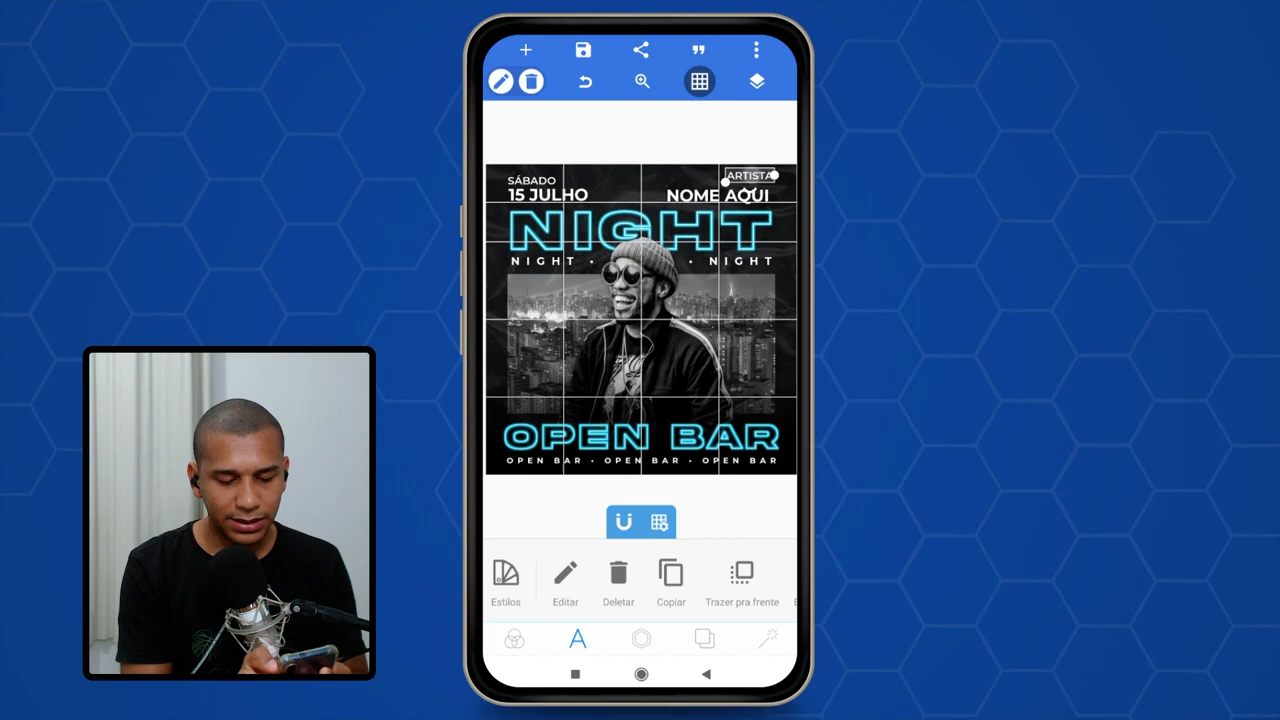 SÁBADO
15 JULHO
ARTISTA
NOME AQUI
NIGHT
NIGHT • • NIGHT
OPEN BAR
OPEN BAR • OPEN BAR • OPEN BAR
Estilos
Editar
Deletar
Copiar
Trazer pra frente